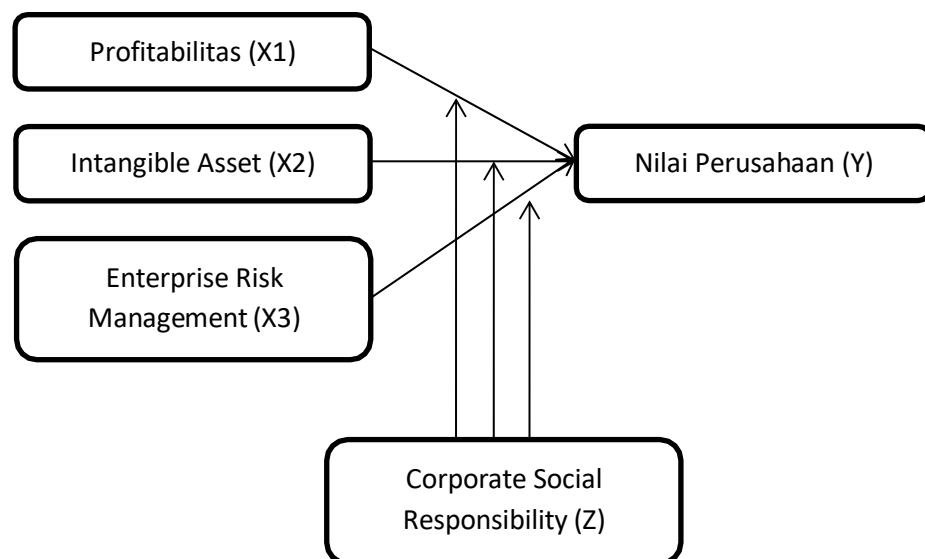 Profitabilitas (X1)
Intangible Asset (X2)
Nilai Perusahaan (Y)
Enterprise Risk
Management (X3)
Corporate Social
Responsibility (Z)